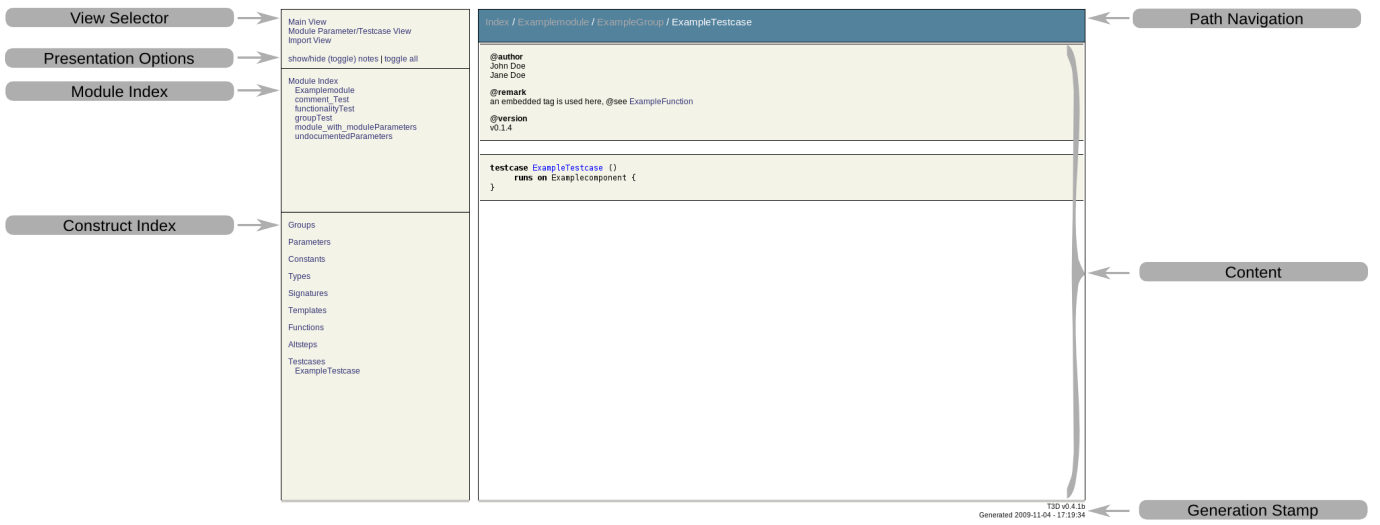 View Selector
Presentation Options
Module Index
Construct Index
Main View
Module Parameter/Testcase View
Import View
show/hide (toggle) notes | toggle all
Module Index
Examplemodule
comment_Test
functionalityTest
groupTest
module_with_moduleParameters
undocumentedParameters
Groups
Parameters
Constants
Types
Signatures
Templates
Functions
Altsteps
Testcases
ExampleTestcase
Index / Examplemodule / ExampleGroup / ExampleTestcase
@author
John Doe
Jane Doe
@remark
an embedded tag is used here, @see ExampleFunction
@version
v0.1.4
testcase ExampleTestcase ()
runs on Examplecomponent {
}
T3D v0.4.1b
Generated 2009-11-04 - 17:19:34
Path Navigation
Content
Generation Stamp